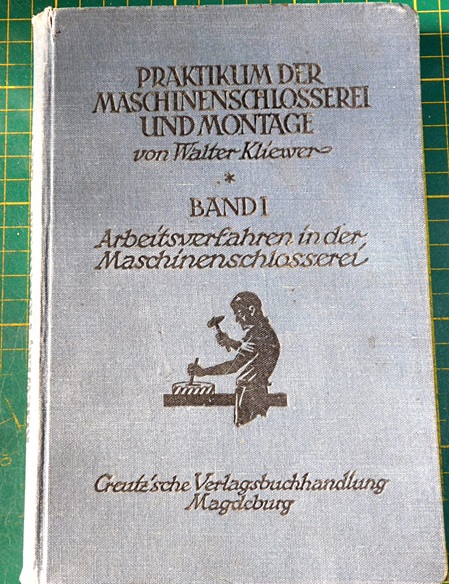 PRAKTIKUM DER
MASCHINENSCHLOSSEREI
UND MONTAGE
von Walter Kliewer
*
BAND I
Arbeitsverfahren in der
Maschinenschlosserei
Creutz'sche Verlagsbuchhandlung
Magdeburg